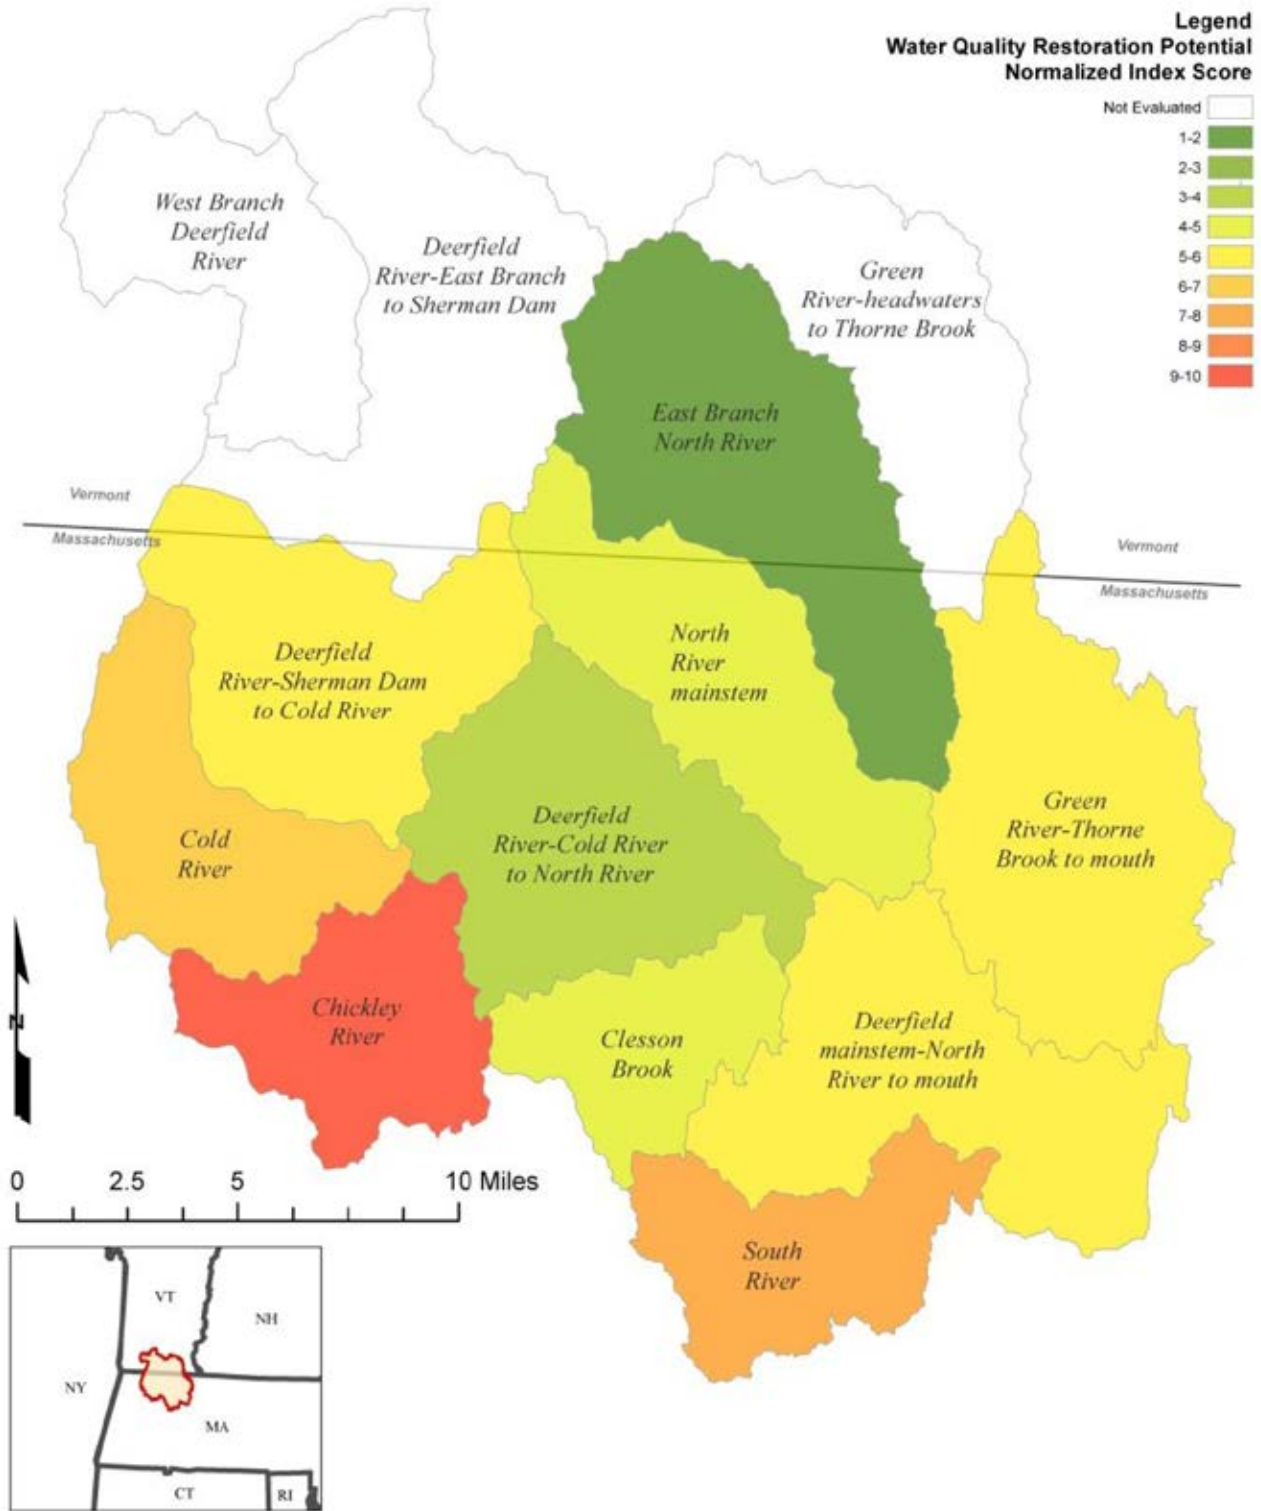 Legend
Water Quality Restoration Potential
Normalized Index Score
Not Evaluated
1-2
2-3
3-4
4-5
5-6
6-7
7-8
8-9
9-10
West Branch
Deerfield
River
Deerfield
River-East Branch
to Sherman Dam
Green
River-headwaters
to Thorne Brook
East Branch
North River
Vermont
Massachusetts
Vermont
Massachusetts
North
River
mainstem
Deerfield
River-Sherman Dam
to Cold River
Green
River-Thorne
Brook to mouth
Deerfield
River-Cold River
to North River
Cold
River
Chickley
River
Clesson
Brook
Deerfield
mainstem-North
River to mouth
South
River
N
0 2.5 5 10 Miles
VT
NH
NY
MA
CT
RI